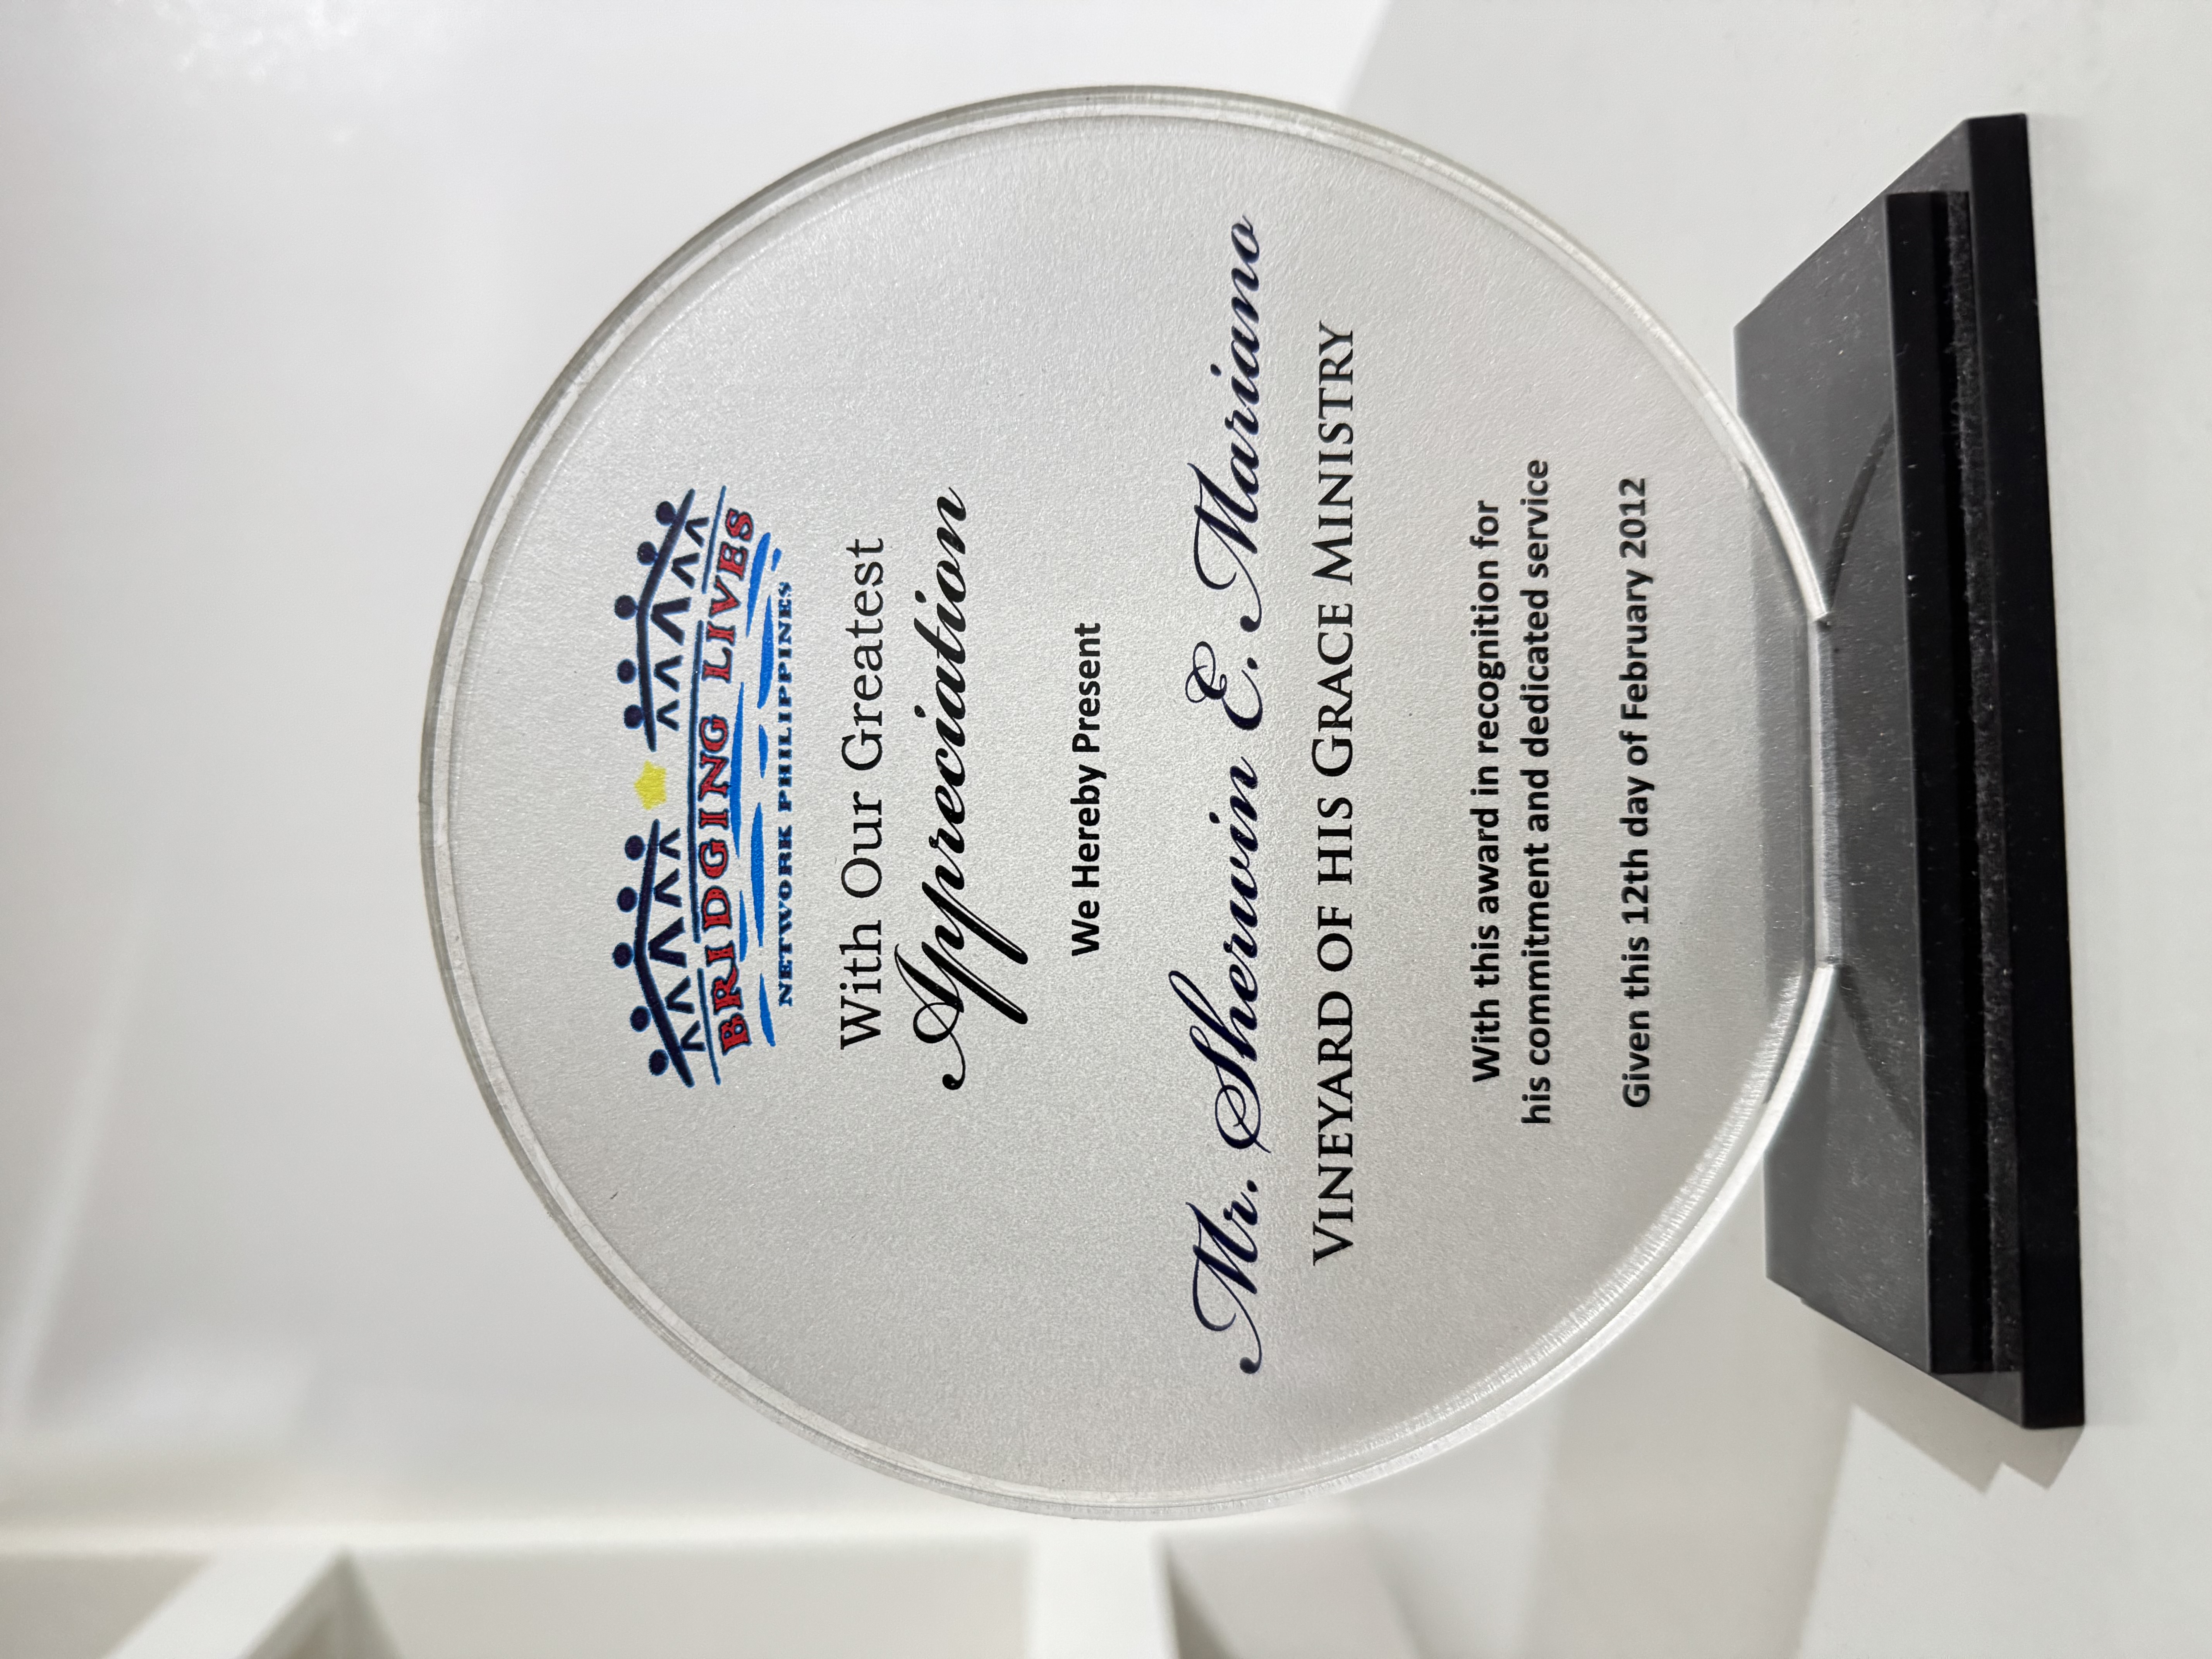 BRIDGING LIVES
NETWORK PHILIPPINES
With Our Greatest
Appreciation
We Hereby Present
Mr. Sherwin E. Mariano
VINEYARD OF HIS GRACE MINISTRY
With this award in recognition for
his commitment and dedicated service
Given this 12th day of February 2012